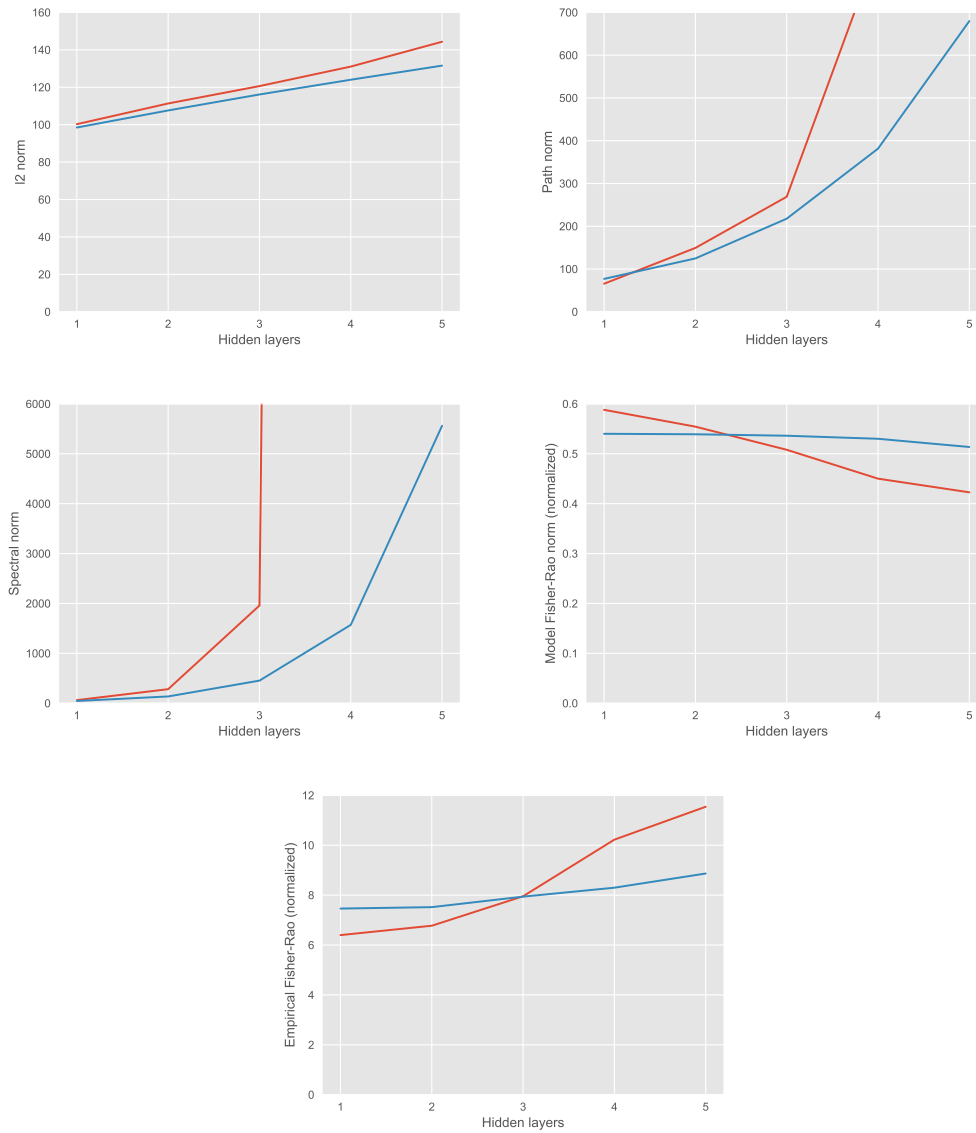 160
140
120
100
80
60
40
20
0
l2 norm
1 2 3 4 5
Hidden layers
700
600
500
400
300
200
100
0
Path norm
1 2 3 4 5
Hidden layers
6000
5000
4000
3000
2000
1000
0
Spectral norm
1 2 3 4 5
Hidden layers
0.6
0.5
0.4
0.3
0.2
0.1
0.0
Model Fisher-Rao norm (normalized)
1 2 3 4 5
Hidden layers
12
10
8
6
4
2
0
Empirical Fisher-Rao (normalized)
1 2 3 4 5
Hidden layers